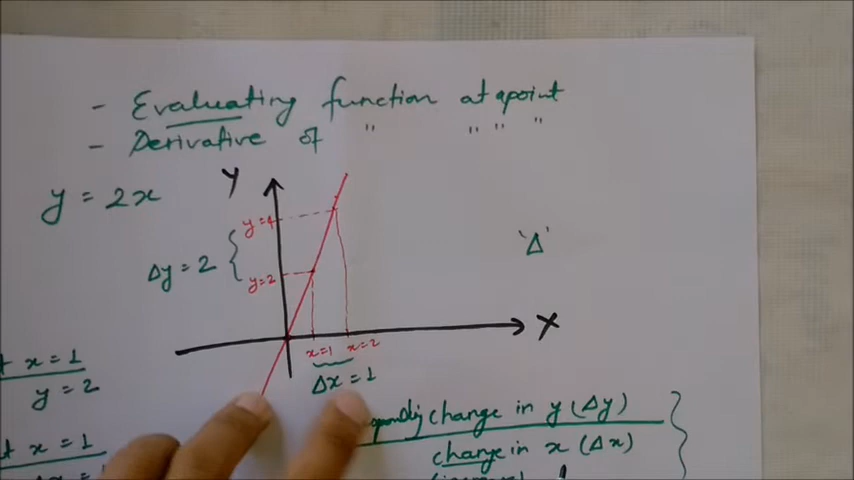 - Evaluating function at a point
- Derivative of " " " "
y = 2x
Y
y=4
Δy = 2
y=2
'Δ'
X
x=1 x=2
Δx = 1
x = 1
y = 2
change in y (Δy)
x = 1
change in x (Δx)